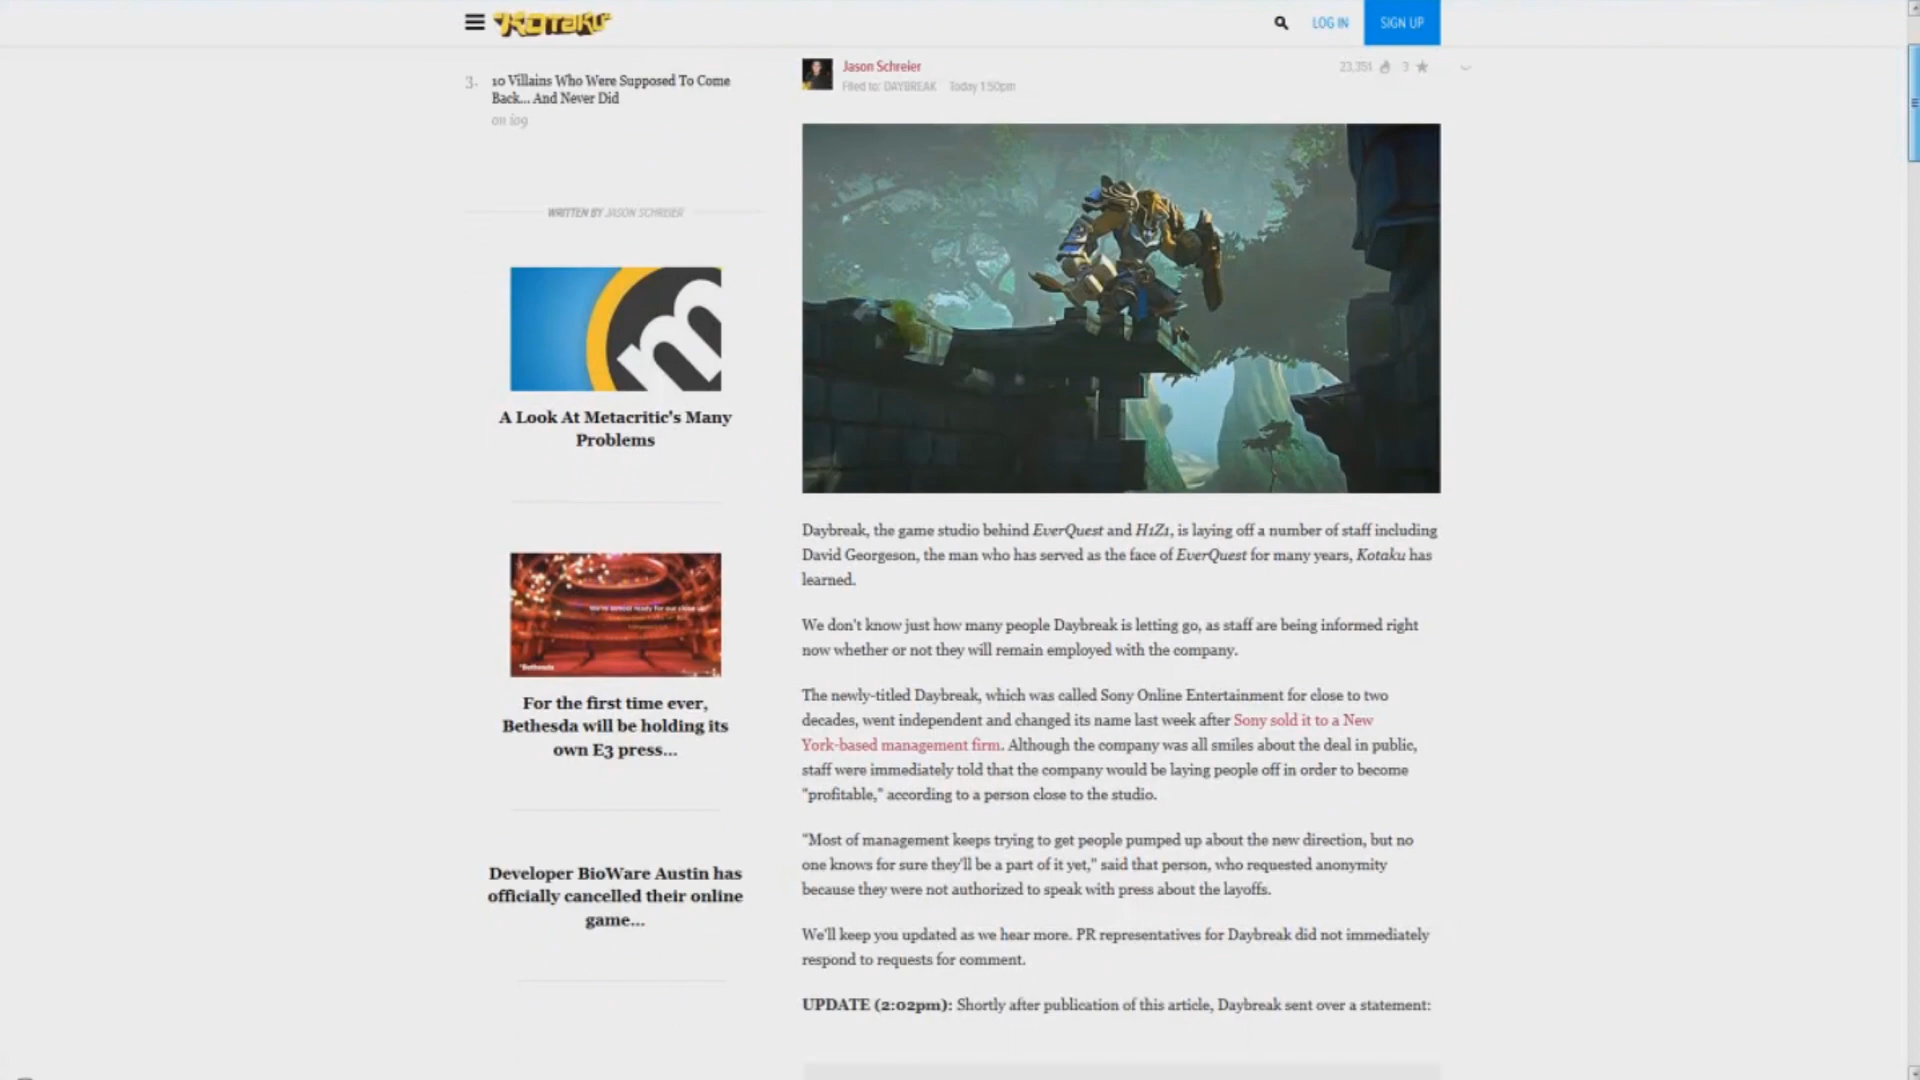 KOTAKU
LOG IN
SIGN UP
3. 10 Villains Who Were Supposed To Come
Back... And Never Did
on io9
WRITTEN BY JASON SCHREIER
A Look At Metacritic's Many
Problems
We're almost ready for our close up
Bethesda
For the first time ever,
Bethesda will be holding its
own E3 press...
Developer BioWare Austin has
officially cancelled their online
game...
Jason Schreier
Filed to: DAYBREAK Today 1:50pm
23,351 3
Daybreak, the game studio behind EverQuest and H1Z1, is laying off a number of staff including
David Georgeson, the man who has served as the face of EverQuest for many years, Kotaku has
learned.
We don't know just how many people Daybreak is letting go, as staff are being informed right
now whether or not they will remain employed with the company.
The newly-titled Daybreak, which was called Sony Online Entertainment for close to two
decades, went independent and changed its name last week after Sony sold it to a New
York-based management firm. Although the company was all smiles about the deal in public,
staff were immediately told that the company would be laying people off in order to become
"profitable," according to a person close to the studio.
"Most of management keeps trying to get people pumped up about the new direction, but no
one knows for sure they'll be a part of it yet," said that person, who requested anonymity
because they were not authorized to speak with press about the layoffs.
We'll keep you updated as we hear more. PR representatives for Daybreak did not immediately
respond to requests for comment.
UPDATE (2:02pm): Shortly after publication of this article, Daybreak sent over a statement: